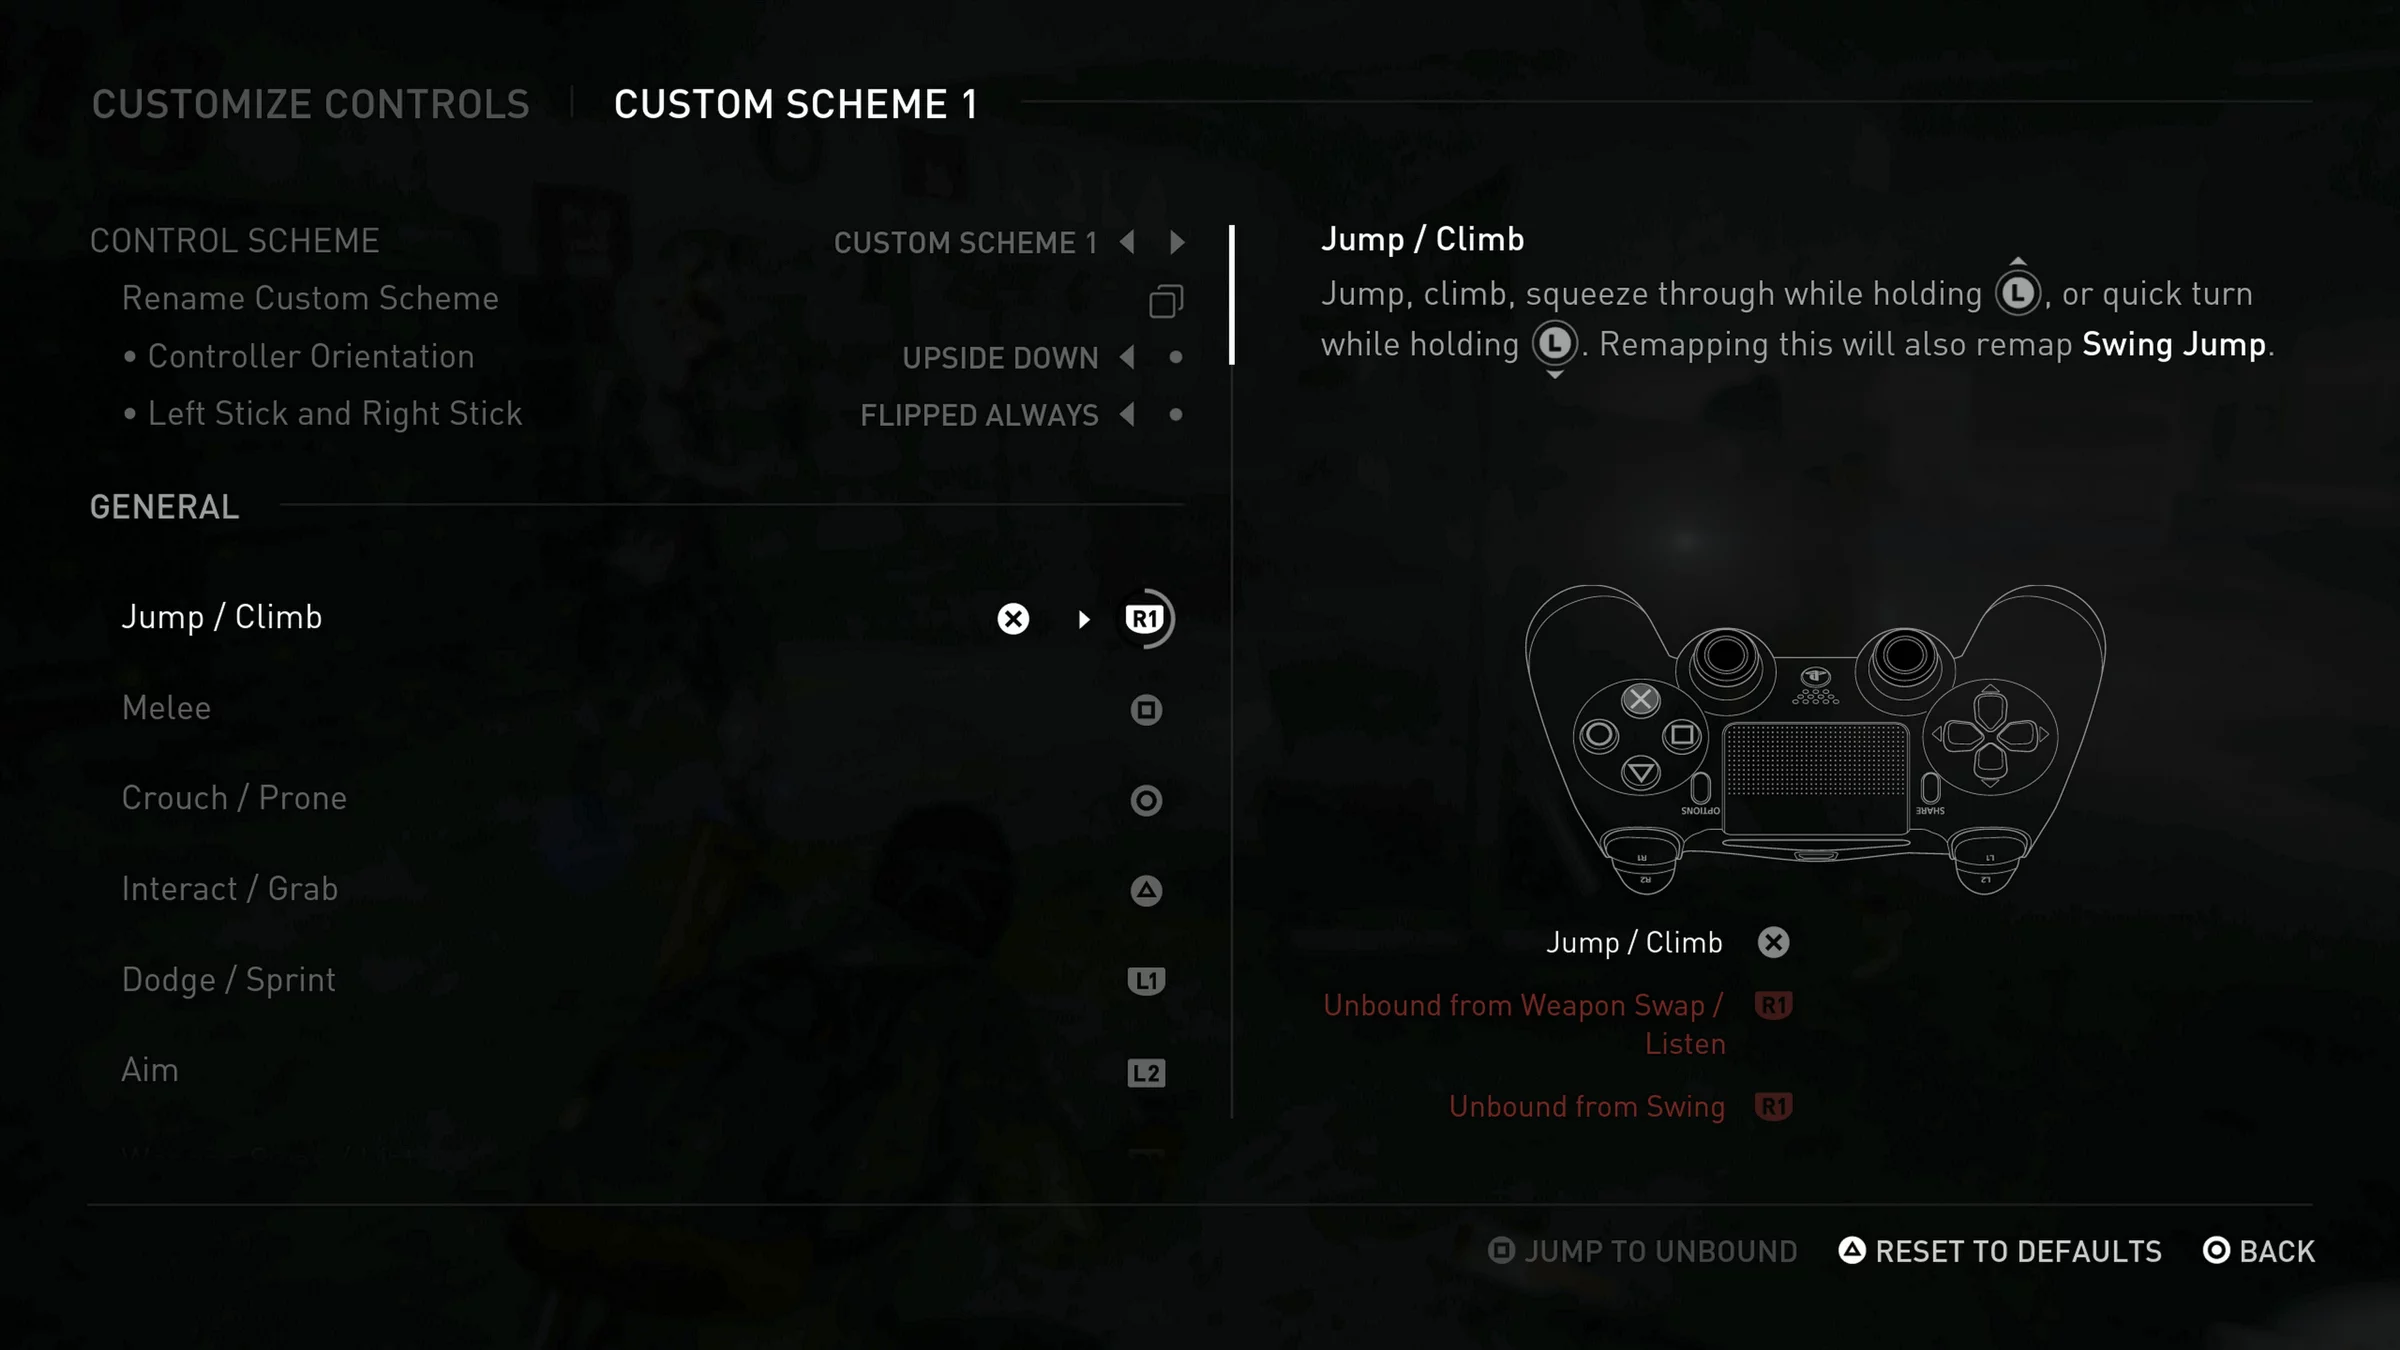 CUSTOMIZE CONTROLS
CUSTOM SCHEME 1
CONTROL SCHEME
CUSTOM SCHEME 1
Rename Custom Scheme
• Controller Orientation
UPSIDE DOWN
• Left Stick and Right Stick
FLIPPED ALWAYS
GENERAL
Jump / Climb
R1
Melee
Crouch / Prone
Interact / Grab
Dodge / Sprint
L1
Aim
L2
Jump / Climb
Jump, climb, squeeze through while holding L, or quick turn
while holding L. Remapping this will also remap Swing Jump.
OPTIONS
SHARE
R1
L1
R2
L2
Jump / Climb
Unbound from Weapon Swap / R1
Listen
Unbound from Swing R1
JUMP TO UNBOUND
RESET TO DEFAULTS
BACK